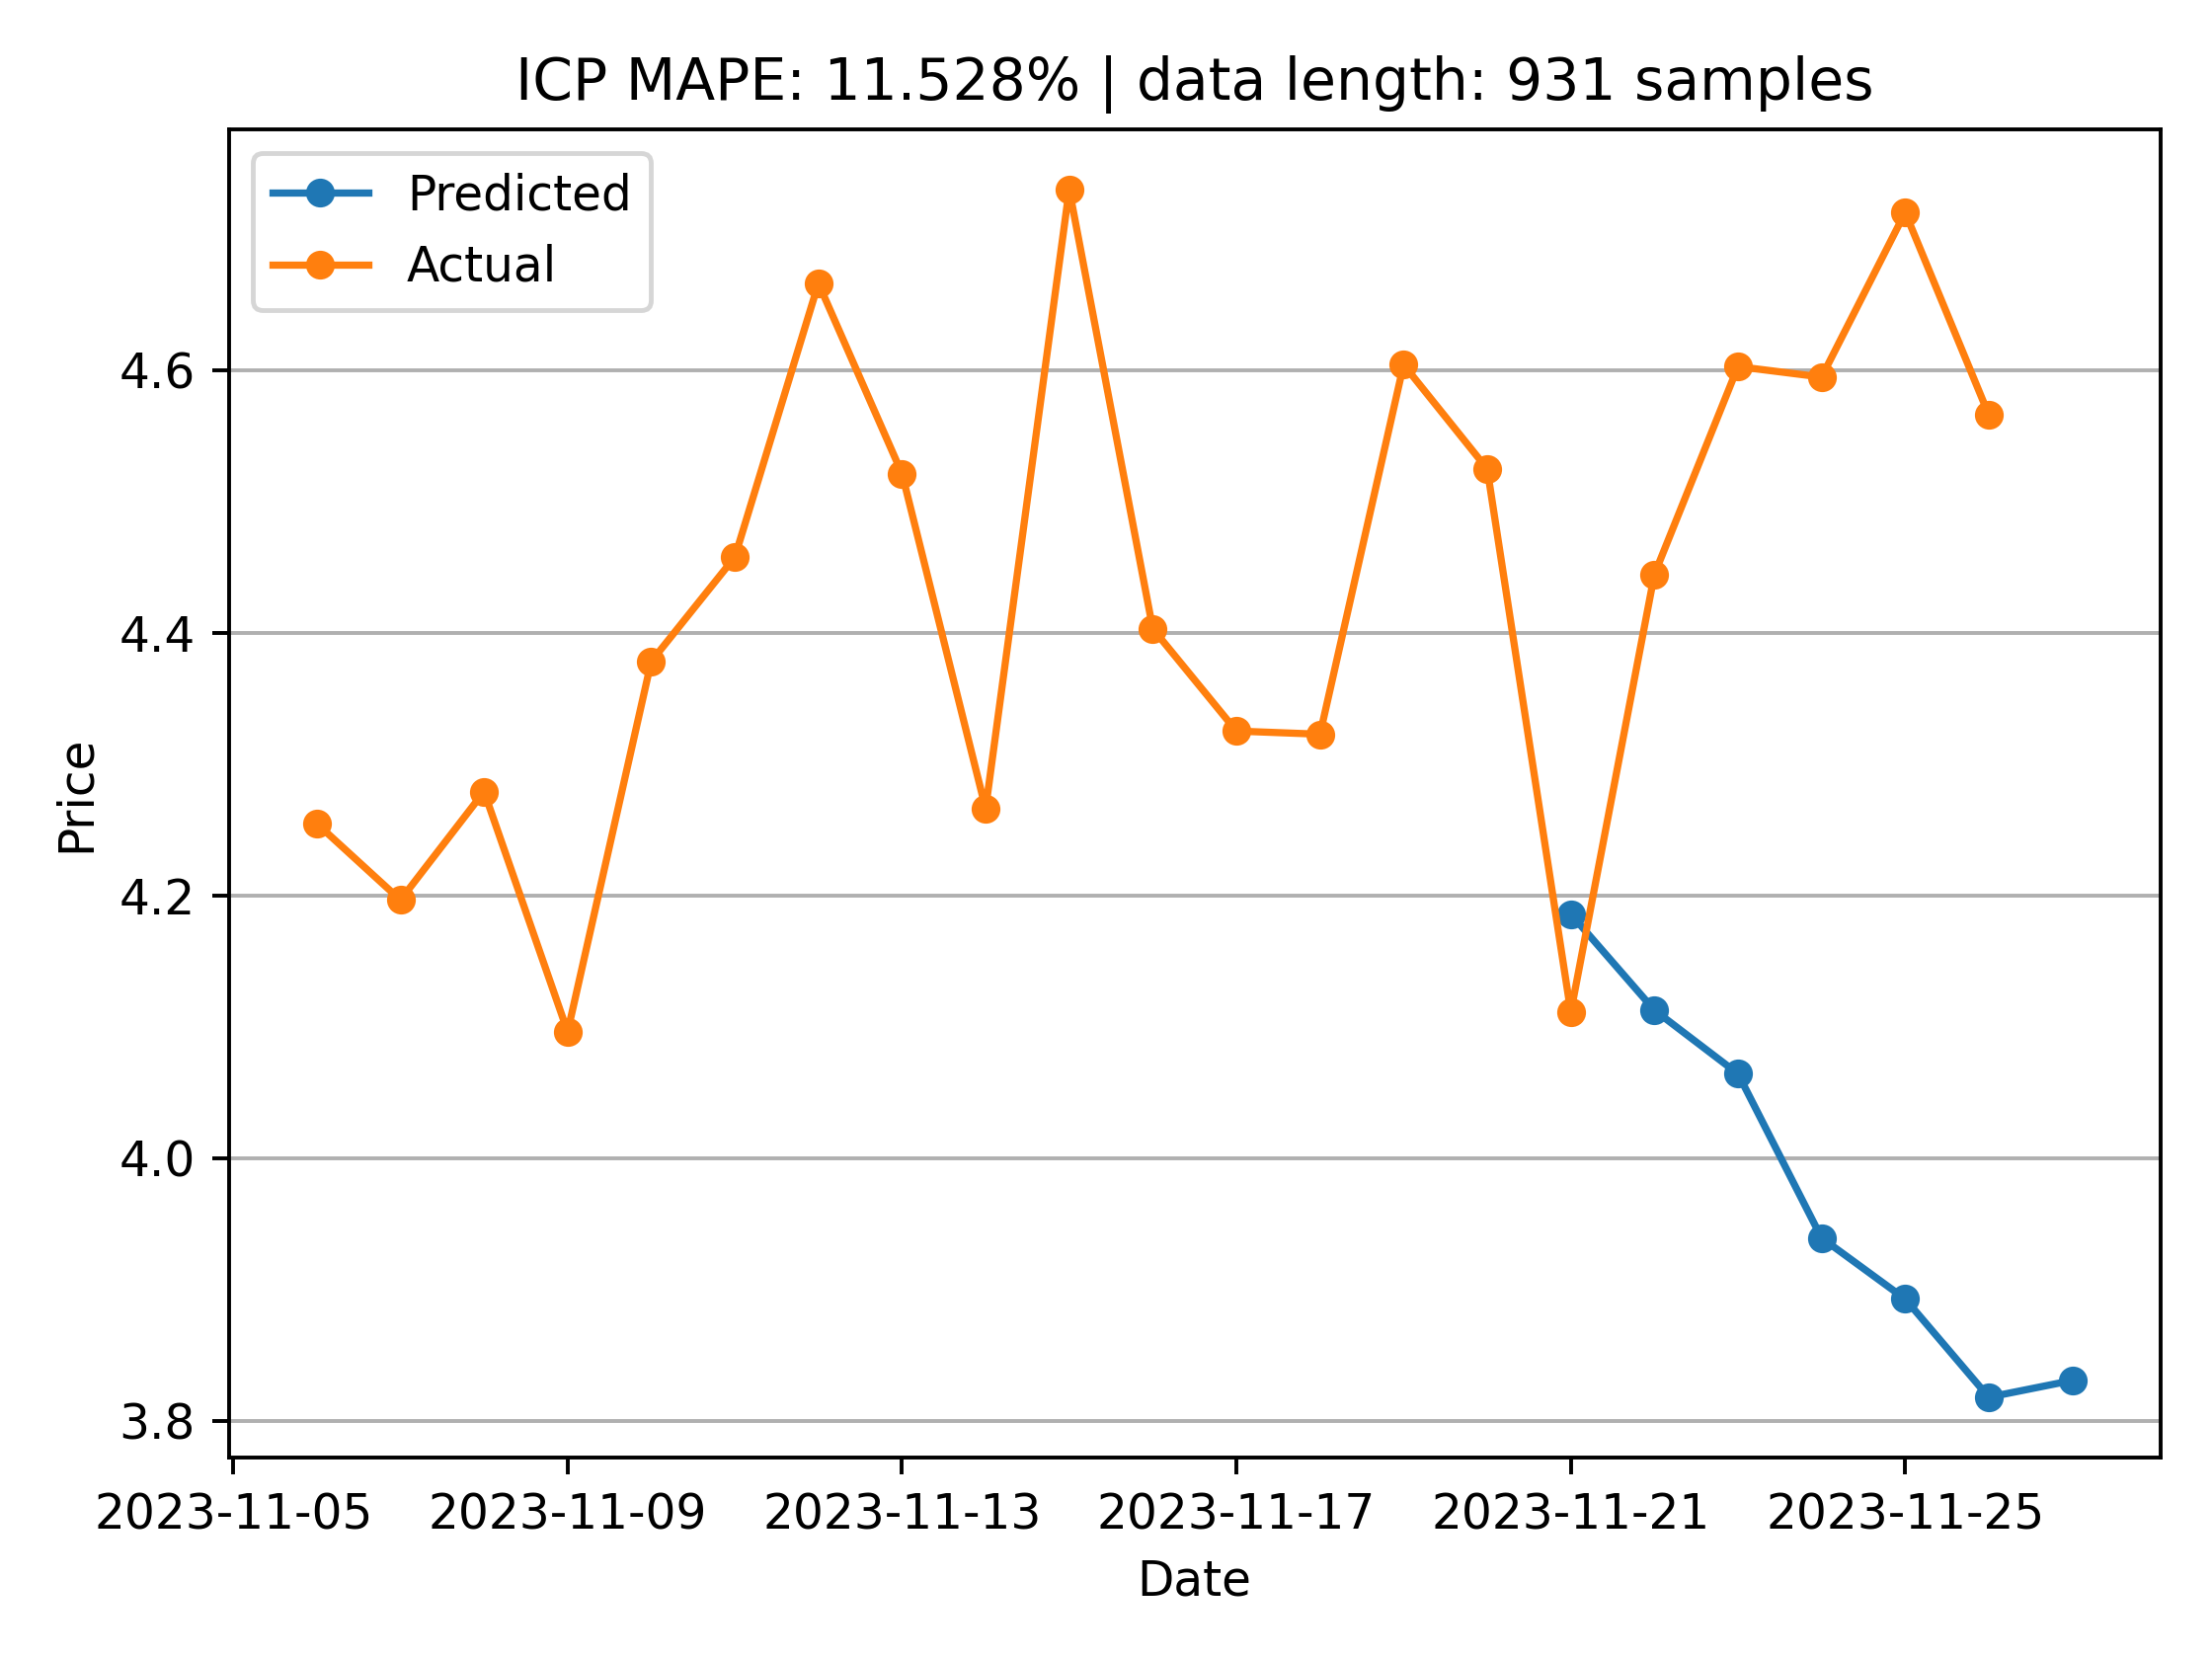 ICP MAPE: 11.528% | data length: 931 samples
Predicted
Actual
4.6
4.4
4.2
4.0
3.8
Price
2023-11-05 2023-11-09 2023-11-13 2023-11-17 2023-11-21 2023-11-25
Date